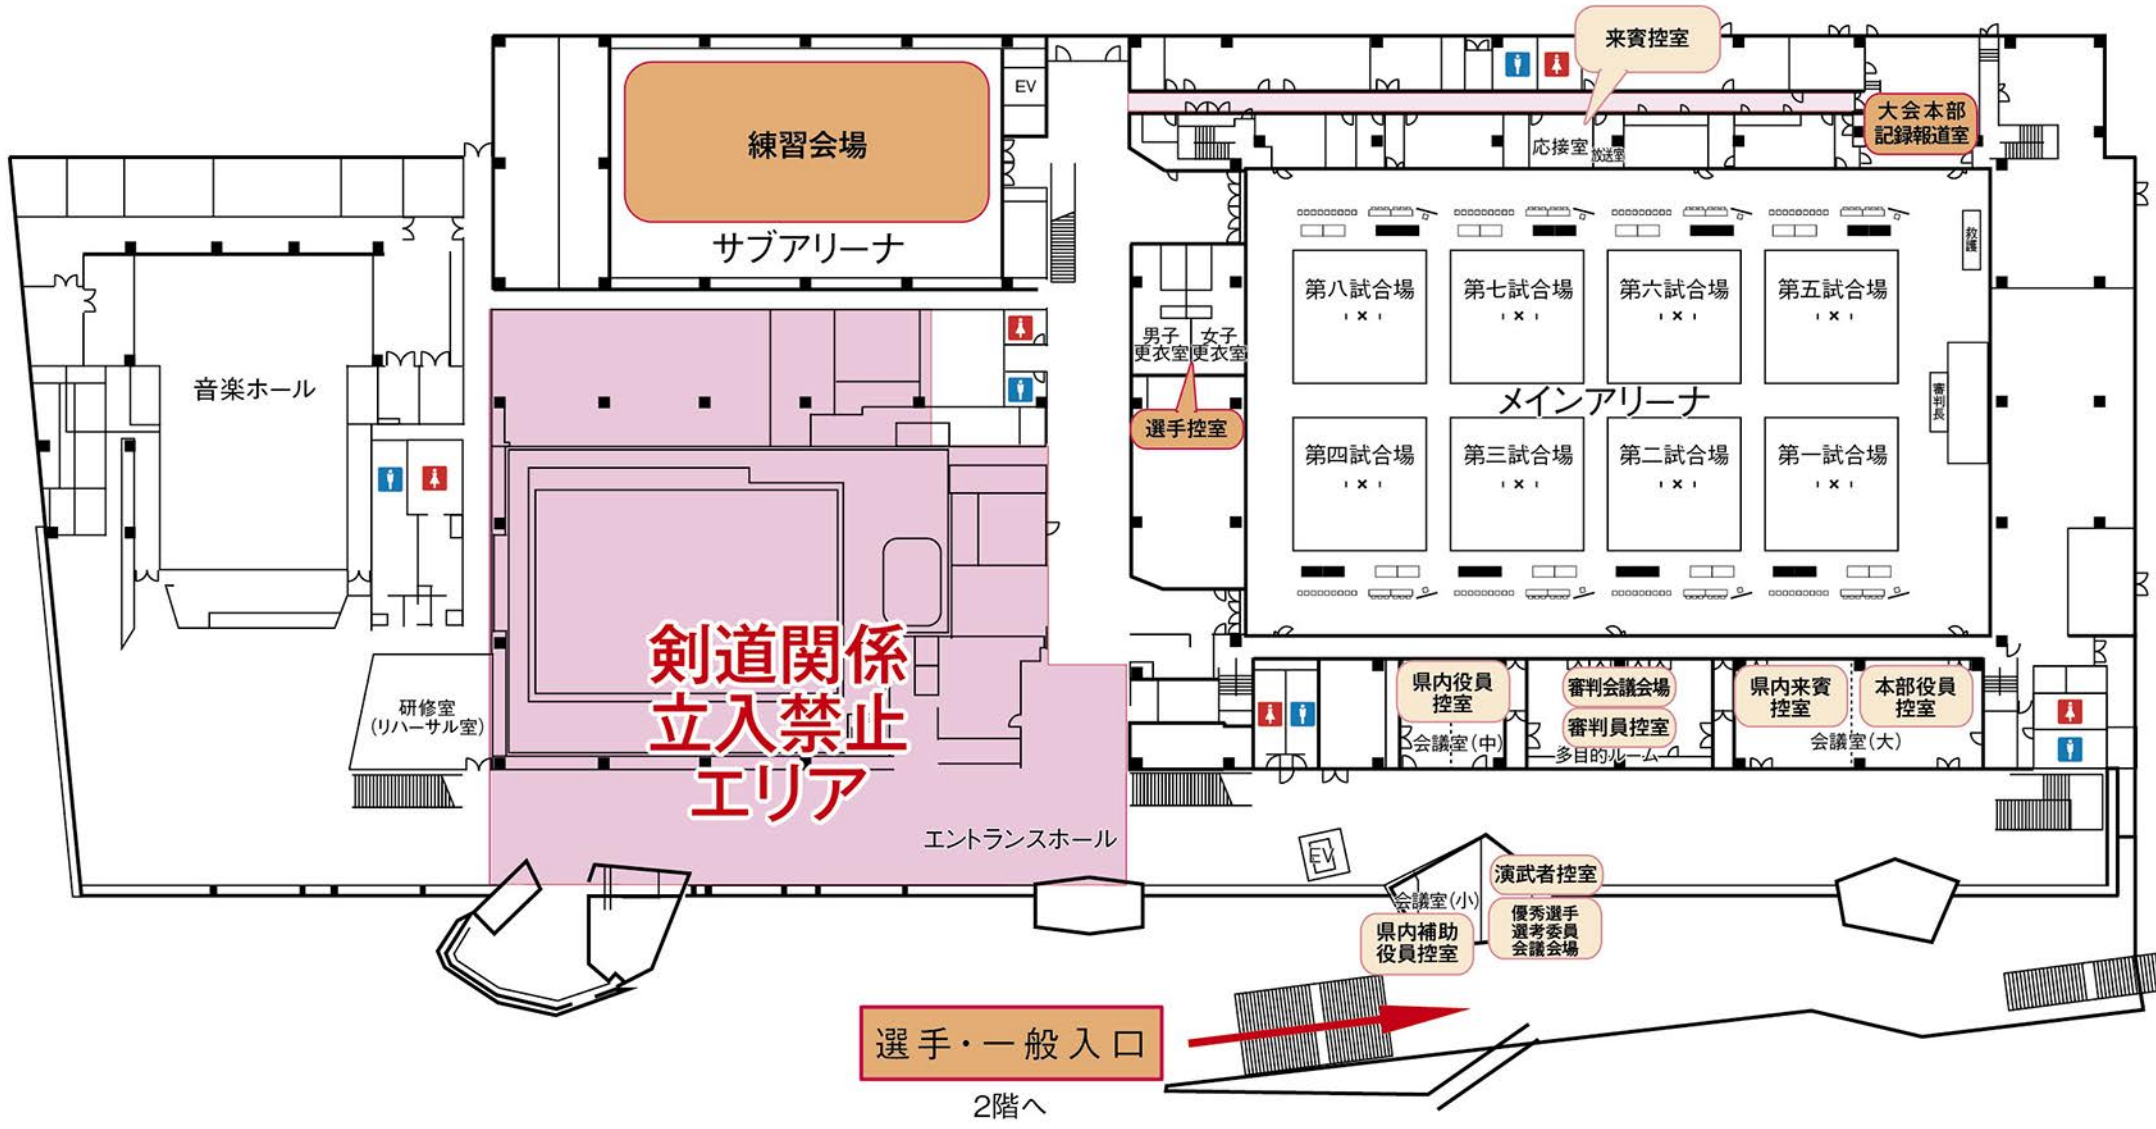 来賓控室
EV
練習会場
サブアリーナ
大会本部
記録報道室
応接室
放送室
救護
第八試合場
第七試合場
第六試合場
第五試合場
男子
更衣室
女子
更衣室
選手控室
メインアリーナ
審判長
第四試合場
第三試合場
第二試合場
第一試合場
音楽ホール
研修室
(リハーサル室)
剣道関係
立入禁止
エリア
エントランスホール
県内役員
控室
会議室(中)
審判会議会場
審判員控室
多目的ルーム
県内来賓
控室
本部役員
控室
会議室(大)
EV
会議室(小)
演武者控室
県内補助
役員控室
優秀選手
選考委員
会議会場
選手・一般入口
2階へ